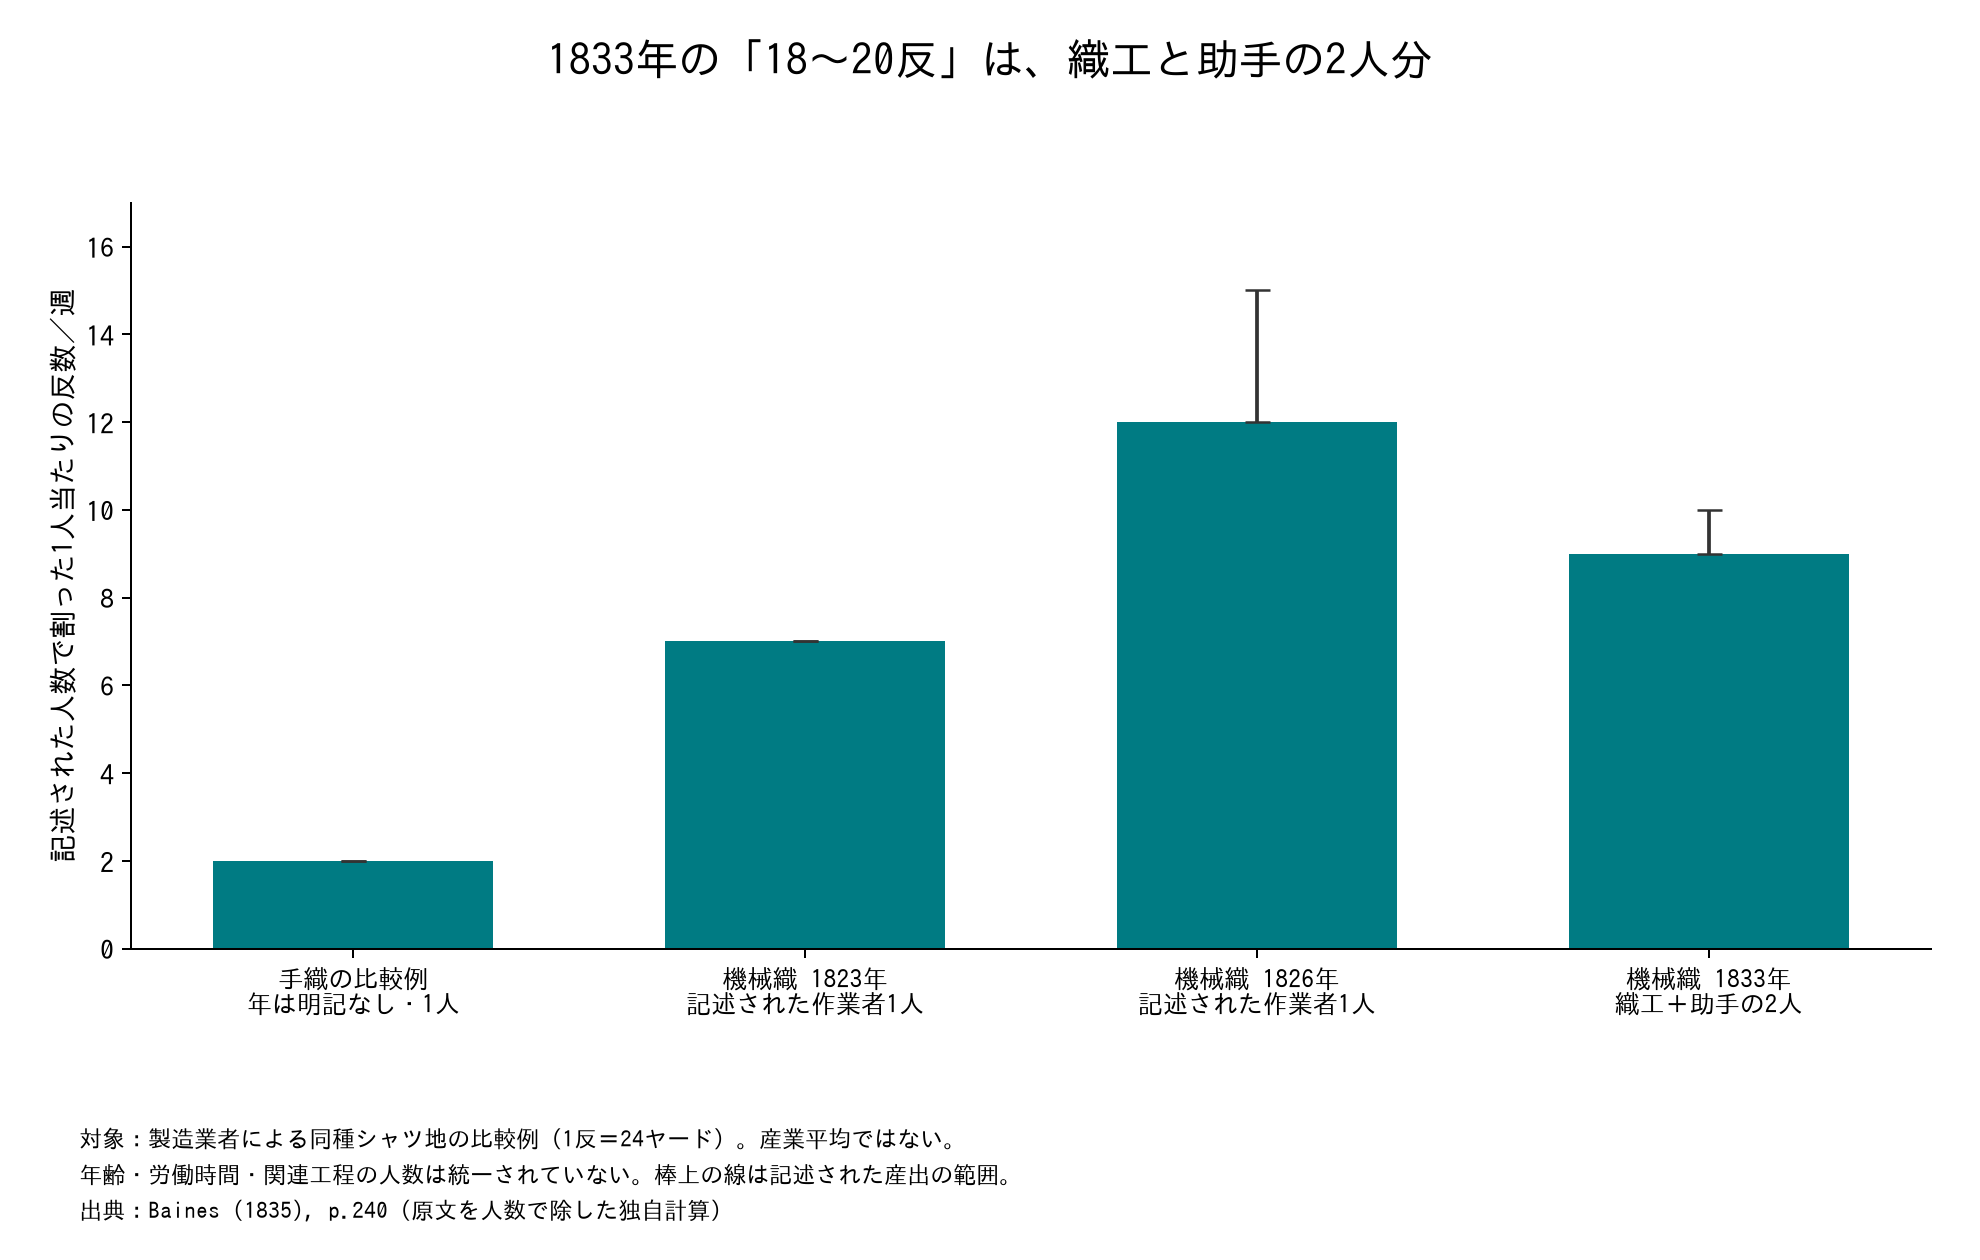 1833年の「18～20反」は、織工と助手の2人分
記述された人数で割った1人当たりの反数／週
16
14
12
10
8
6
4
2
0
手織の比較例
年は明記なし・1人
機械織 1823年
記述された作業者1人
機械織 1826年
記述された作業者1人
機械織 1833年
織工＋助手の2人
対象：製造業者による同種シャツ地の比較例（1反＝24ヤード）。産業平均ではない。
年齢・労働時間・関連工程の人数は統一されていない。棒上の線は記述された産出の範囲。
出典：Baines (1835), p.240（原文を人数で除した独自計算）